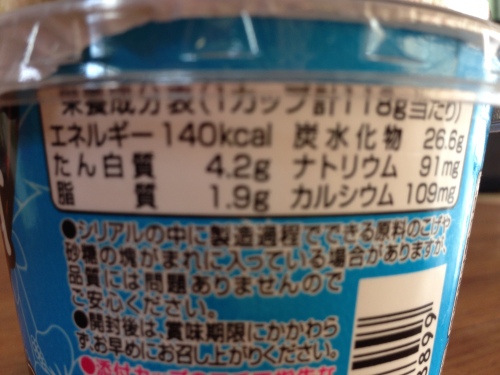 栄養成分表(1カップ計118g当たり)
エネルギー 140kcal 炭水化物 26.6g
たん白質 4.2g ナトリウム 91mg
脂質 1.9g カルシウム 109mg
●シリアルの中に製造過程でできる原料のこげや
砂糖の塊がまれに入っている場合がありますが、
品質には問題ありませんので
ご安心ください。
●開封後は、賞味期限にかかわら
ず、お早めにお召し上がりください。